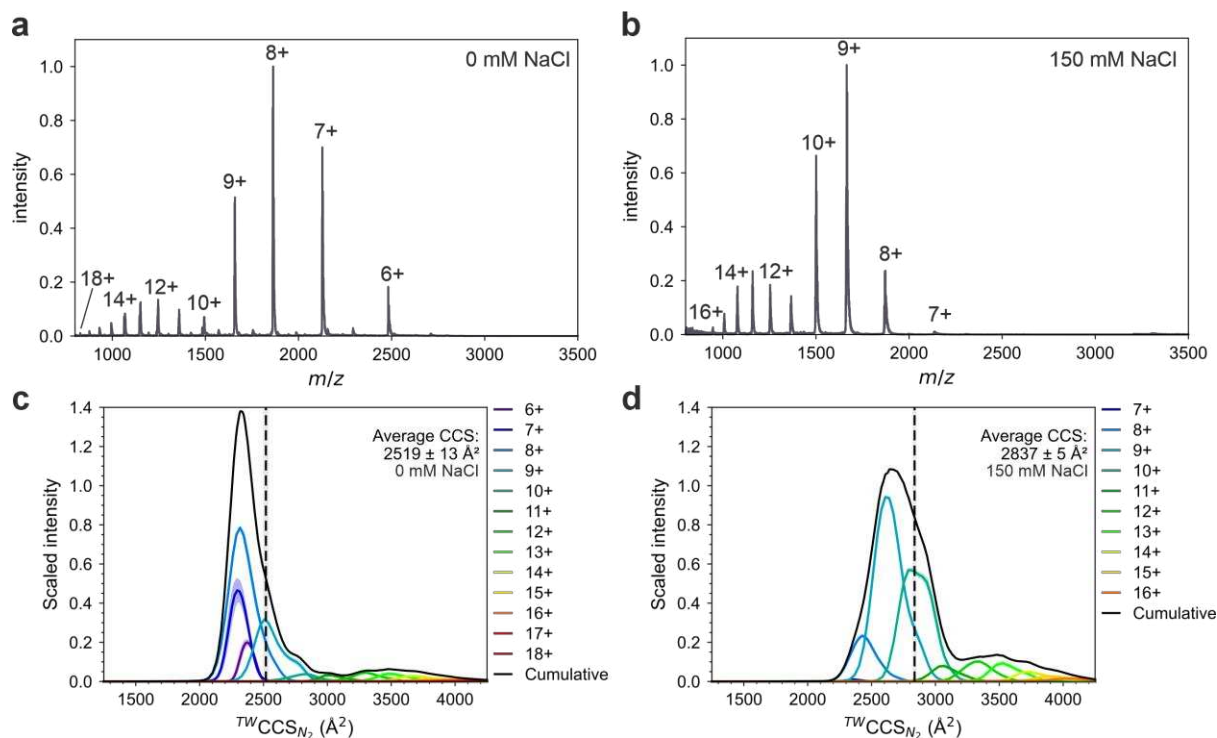 a
0 mM NaCl
1.0
0.8
0.6
0.4
0.2
0.0
intensity
18+
14+
12+
10+
9+
8+
7+
6+
1000 1500 2000 2500 3000 3500
m/z
b
150 mM NaCl
1.0
0.8
0.6
0.4
0.2
0.0
intensity
16+
14+
12+
10+
9+
8+
7+
1000 1500 2000 2500 3000 3500
m/z
c
1.4
1.2
1.0
0.8
0.6
0.4
0.2
0.0
Scaled intensity
Average CCS:
2519 ± 13 Å²
0 mM NaCl
1500 2000 2500 3000 3500 4000
TWCCSN₂ (Å²)
6+
7+
8+
9+
10+
11+
12+
13+
14+
15+
16+
17+
18+
Cumulative
d
1.4
1.2
1.0
0.8
0.6
0.4
0.2
0.0
Scaled intensity
Average CCS:
2837 ± 5 Å²
150 mM NaCl
1500 2000 2500 3000 3500 4000
TWCCSN₂ (Å²)
7+
8+
9+
10+
11+
12+
13+
14+
15+
16+
Cumulative